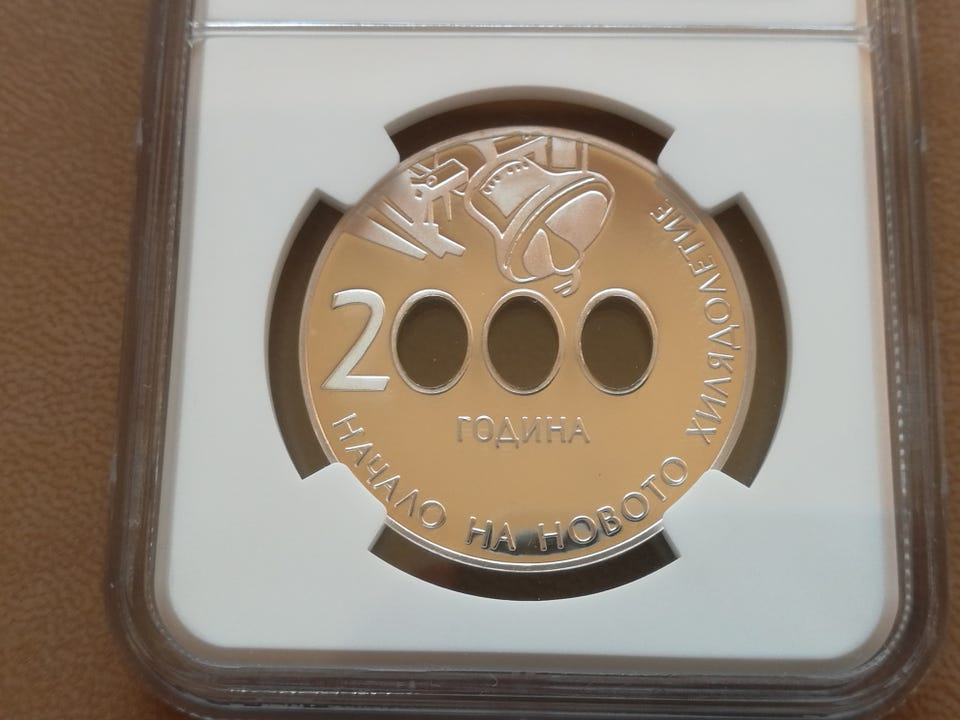 2000
ГОДИНА
НАЧАЛО НА НОВОТО ХИЛЯДОЛЕТИЕ